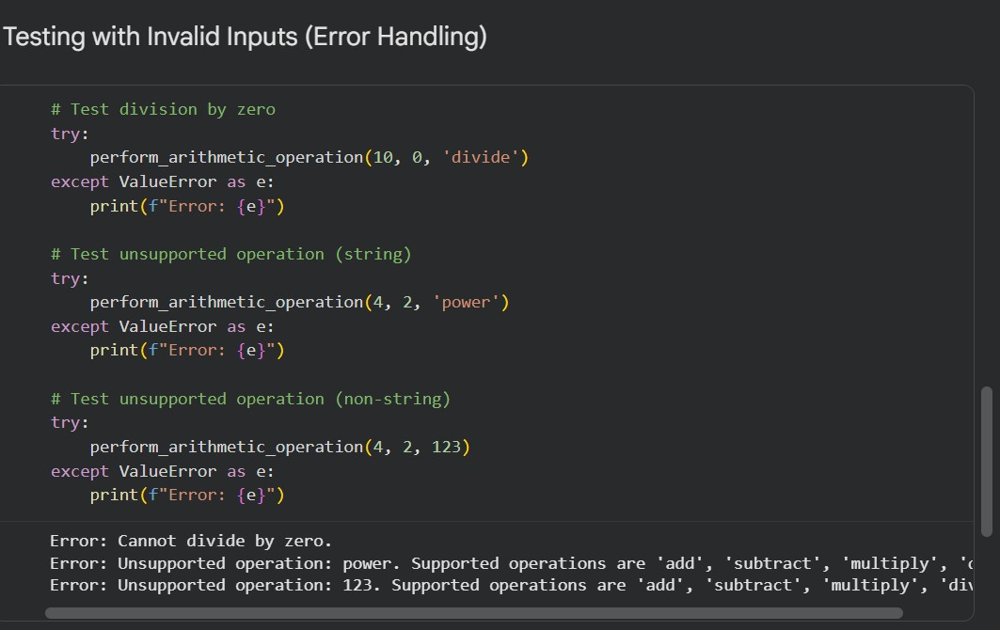 Testing with Invalid Inputs (Error Handling)
# Test division by zero
try:
    perform_arithmetic_operation(10, 0, 'divide')
except ValueError as e:
    print(f"Error: {e}")
# Test unsupported operation (string)
try:
    perform_arithmetic_operation(4, 2, 'power')
except ValueError as e:
    print(f"Error: {e}")
# Test unsupported operation (non-string)
try:
    perform_arithmetic_operation(4, 2, 123)
except ValueError as e:
    print(f"Error: {e}")
Error: Cannot divide by zero.
Error: Unsupported operation: power. Supported operations are 'add', 'subtract', 'multiply',
Error: Unsupported operation: 123. Supported operations are 'add', 'subtract', 'multiply',